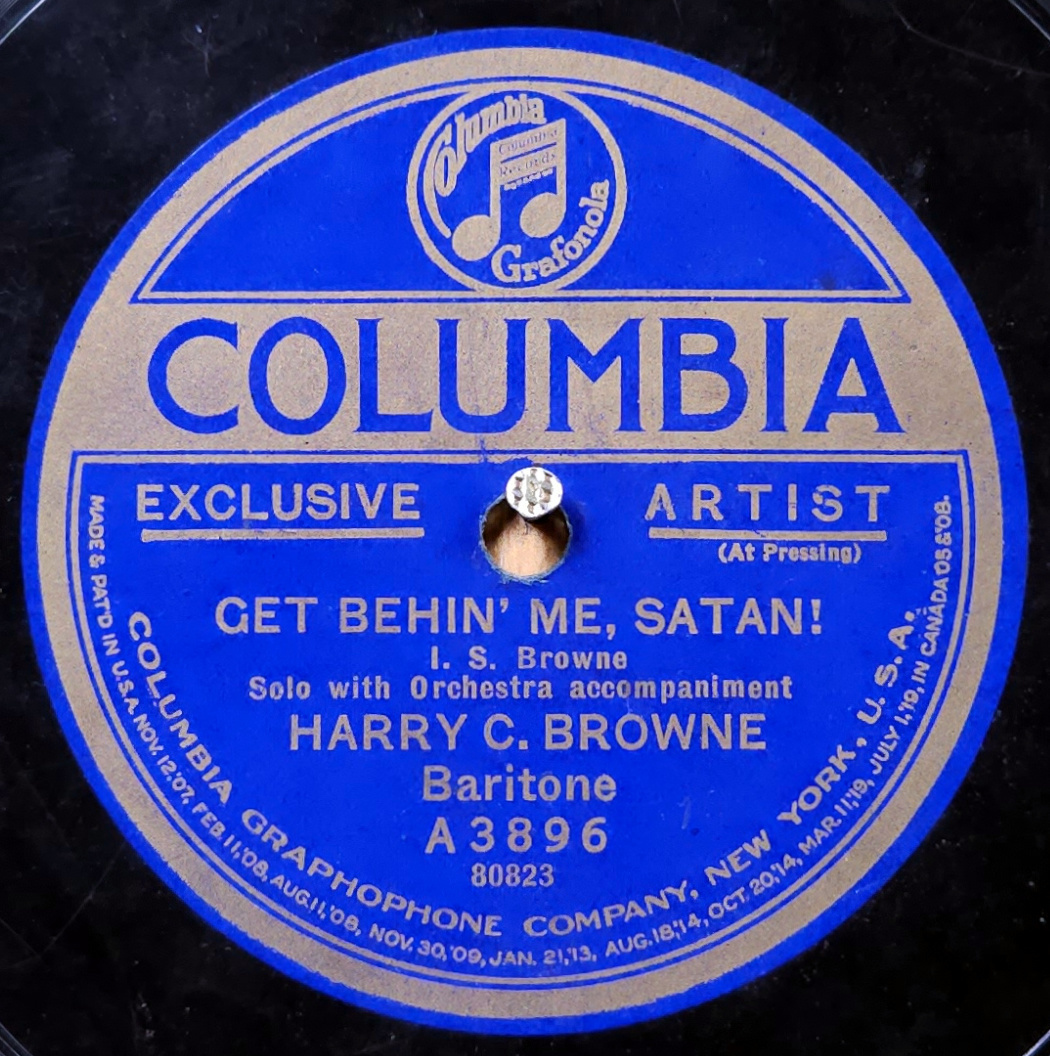 Columbia
Columbia
Records
Grafonola
COLUMBIA
EXCLUSIVE ARTIST
(At Pressing)
GET BEHIN' ME, SATAN!
I. S. Browne
Solo with Orchestra accompaniment
HARRY C. BROWNE
Baritone
A3896
80823
COLUMBIA GRAPHOPHONE COMPANY, NEW YORK, U. S. A.
MADE & PAT'D IN U.S.A. NOV. 12,'07, FEB. 11,'08, AUG. 11,'08, NOV. 30,'09, JAN. 21,'13, AUG. 18,'14, OCT. 20,'14, MAR. 11,'19, JULY 1,'19, IN CANADA '05 & '08.